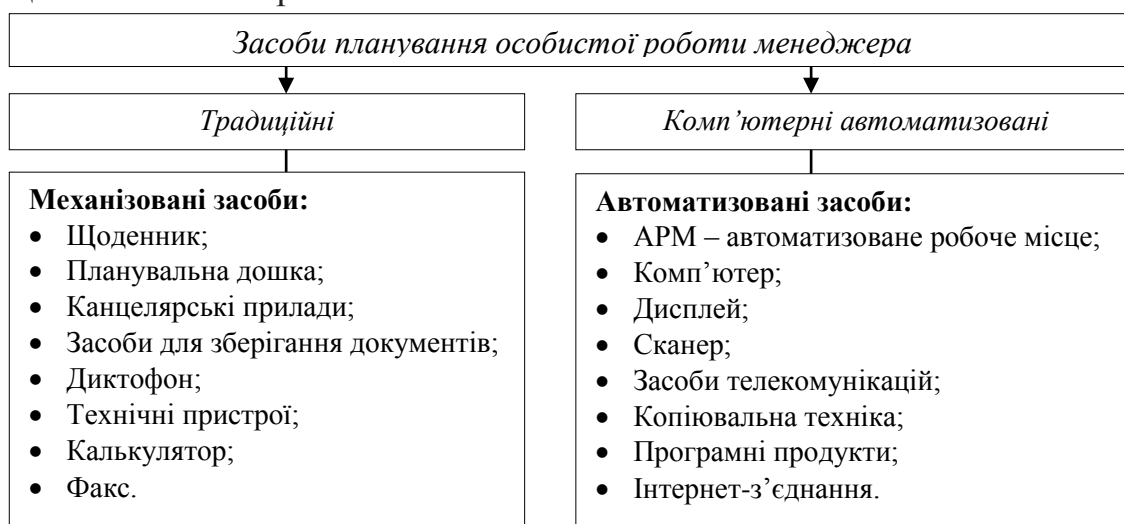 Засоби планування особистої роботи менеджера
Традиційні
Комп’ютерні автоматизовані
Механізовані засоби:
• Щоденник;
• Планувальна дошка;
• Канцелярські прилади;
• Засоби для зберігання документів;
• Диктофон;
• Технічні пристрої;
• Калькулятор;
• Факс.
Автоматизовані засоби:
• АРМ – автоматизоване робоче місце;
• Комп’ютер;
• Дисплей;
• Сканер;
• Засоби телекомунікацій;
• Копіювальна техніка;
• Програмні продукти;
• Інтернет-з’єднання.